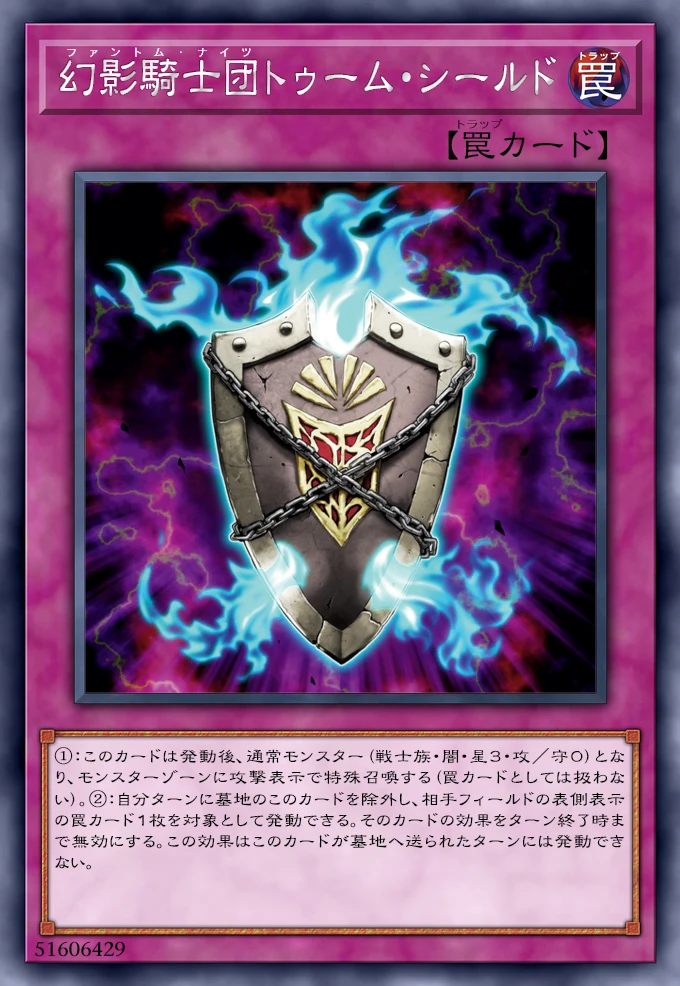 ファントム・ナイツ
幻影騎士団トゥーム・シールド
トラップ
罠
トラップ
【罠カード】
①:このカードは発動後、通常モンスター(戦士族・闇・星3・攻/守0)とな
り、モンスターゾーンに攻撃表示で特殊召喚する(罠カードとしては扱わな
い)。②:自分ターンに墓地のこのカードを除外し、相手フィールドの表側表示
の罠カード1枚を対象として発動できる。そのカードの効果をターン終了時ま
で無効にする。この効果はこのカードが墓地へ送られたターンには発動でき
ない。
51606429